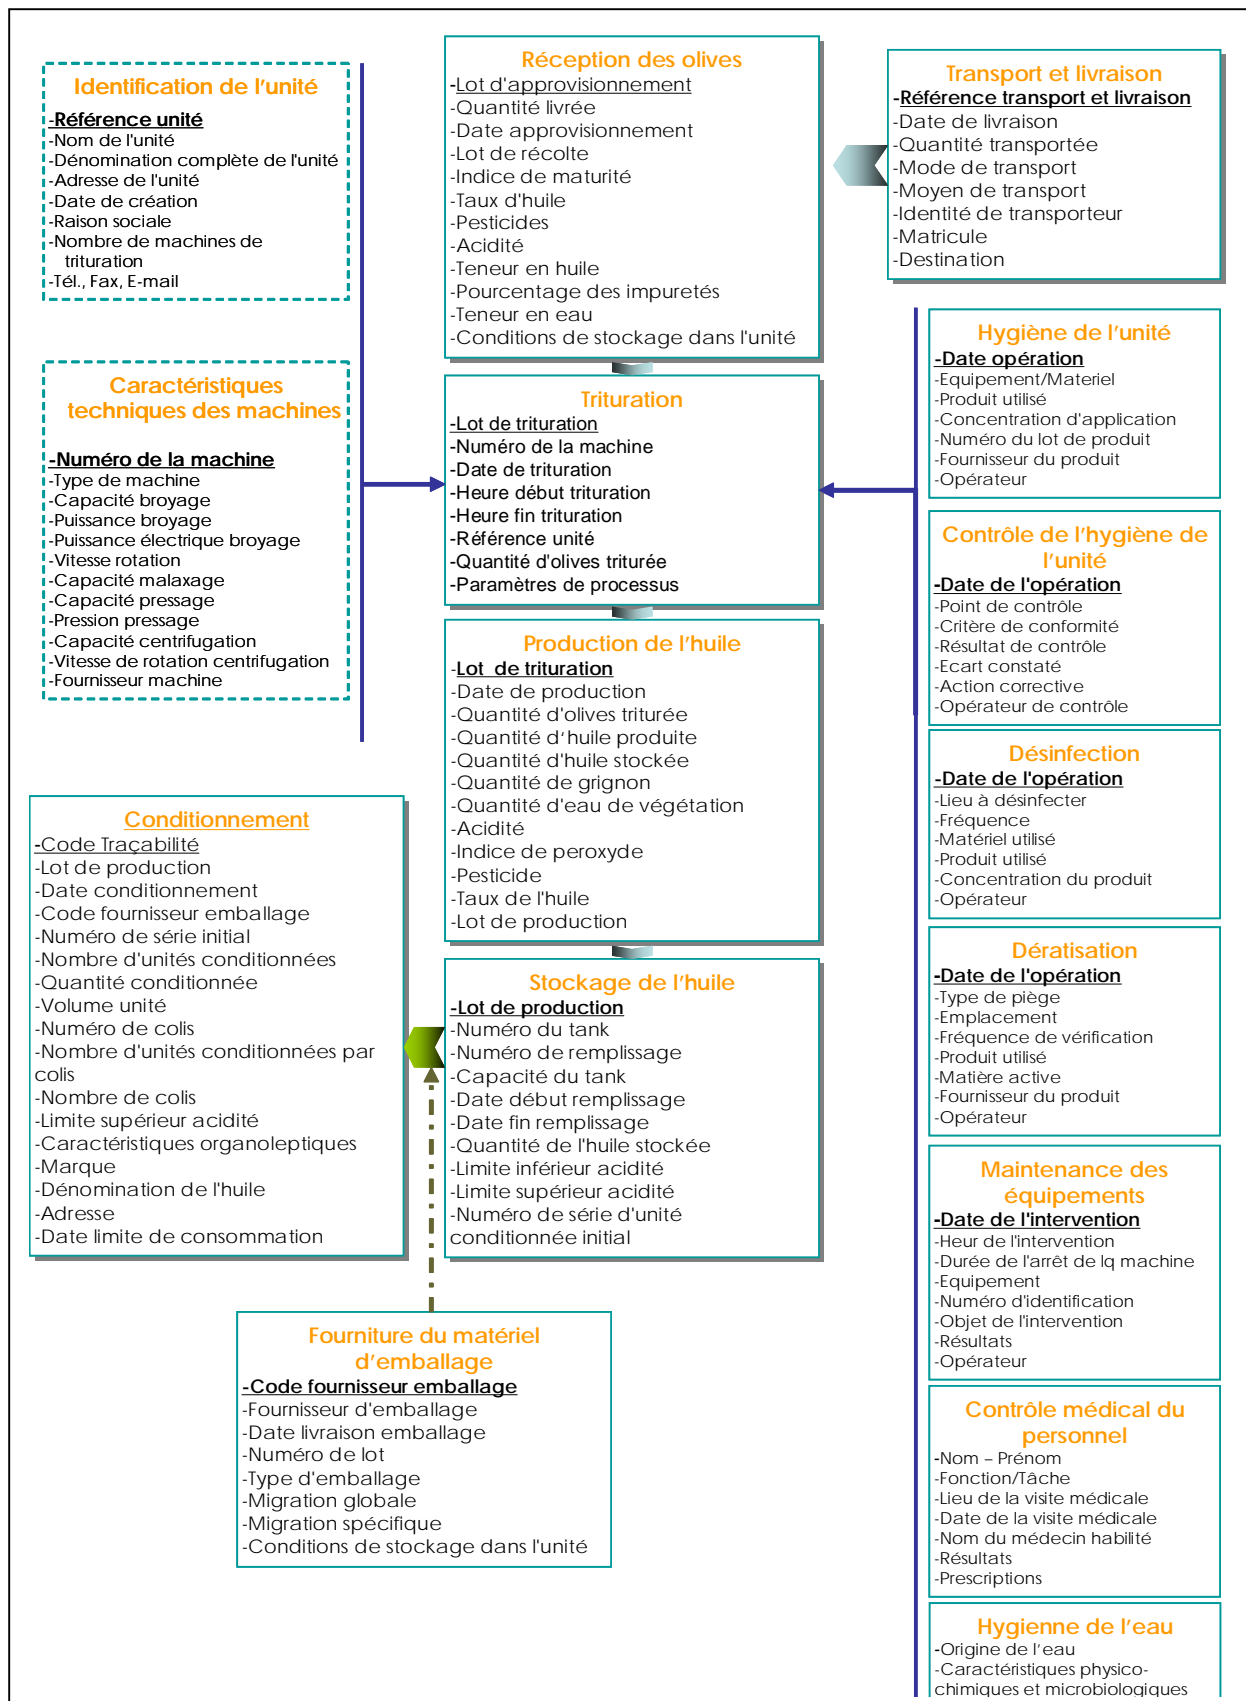 Identification de l'unité
-Référence unité
-Nom de l'unité
-Dénomination complète de l'unité
-Adresse de l'unité
-Date de création
-Raison sociale
-Nombre de machines de
trituration
-Tél., Fax, E-mail
Caractéristiques
techniques des machines
-Numéro de la machine
-Type de machine
-Capacité broyage
-Puissance broyage
-Puissance électrique broyage
-Vitesse rotation
-Capacité malaxage
-Capacité pressage
-Pression pressage
-Capacité centrifugation
-Vitesse de rotation centrifugation
-Fournisseur machine
Réception des olives
-Lot d'approvisionnement
-Quantité livrée
-Date approvisionnement
-Lot de récolte
-Indice de maturité
-Taux d'huile
-Pesticides
-Acidité
-Teneur en huile
-Pourcentage des impuretés
-Teneur en eau
-Conditions de stockage dans l'unité
Transport et livraison
-Référence transport et livraison
-Date de livraison
-Quantité transportée
-Mode de transport
-Moyen de transport
-Identité de transporteur
-Matricule
-Destination
Trituration
-Lot de trituration
-Numéro de la machine
-Date de trituration
-Heure début trituration
-Heure fin trituration
-Référence unité
-Quantité d'olives triturée
-Paramètres de processus
Production de l'huile
-Lot  de trituration
-Date de production
-Quantité d'olives triturée
-Quantité d'huile produite
-Quantité d'huile stockée
-Quantité de grignon
-Quantité d'eau de végétation
-Acidité
-Indice de peroxyde
-Pesticide
-Taux de l'huile
-Lot de production
Stockage de l'huile
-Lot de production
-Numéro du tank
-Numéro de remplissage
-Capacité du tank
-Date début remplissage
-Date fin remplissage
-Quantité de l'huile stockée
-Limite inférieur acidité
-Limite supérieur acidité
-Numéro de série d'unité
conditionnée initial
Conditionnement
-Code Traçabilité
-Lot de production
-Date conditionnement
-Code fournisseur emballage
-Numéro de série initial
-Nombre d'unités conditionnées
-Quantité conditionnée
-Volume unité
-Numéro de colis
-Nombre d'unités conditionnées par
colis
-Nombre de colis
-Limite supérieur acidité
-Caractéristiques organoleptiques
-Marque
-Dénomination de l'huile
-Adresse
-Date limite de consommation
Fourniture du matériel
d'emballage
-Code fournisseur emballage
-Fournisseur d'emballage
-Date livraison emballage
-Numéro de lot
-Type d'emballage
-Migration globale
-Migration spécifique
-Conditions de stockage dans l'unité
Hygiène de l'unité
-Date opération
-Equipement/Materiel
-Produit utilisé
-Concentration d'application
-Numéro du lot de produit
-Fournisseur du produit
-Opérateur
Contrôle de l'hygiène de
l'unité
-Date de l'opération
-Point de contrôle
-Critère de conformité
-Résultat de contrôle
-Ecart constaté
-Action corrective
-Opérateur de contrôle
Désinfection
-Date de l'opération
-Lieu à désinfecter
-Fréquence
-Matériel utilisé
-Produit utilisé
-Concentration du produit
-Opérateur
Dératisation
-Date de l'opération
-Type de piège
-Emplacement
-Fréquence de vérification
-Produit utilisé
-Matière active
-Fournisseur du produit
-Opérateur
Maintenance des
équipements
-Date de l'intervention
-Heur de l'intervention
-Durée de l'arrêt de lq machine
-Equipement
-Numéro d'identification
-Objet de l'intervention
-Résultats
-Opérateur
Contrôle médical du
personnel
-Nom – Prénom
-Fonction/Tâche
-Lieu de la visite médicale
-Date de la visite médicale
-Nom du médecin habilité
-Résultats
-Prescriptions
Hygienne de l'eau
-Origine de l'eau
-Caractéristiques physico-
chimiques et microbiologiques